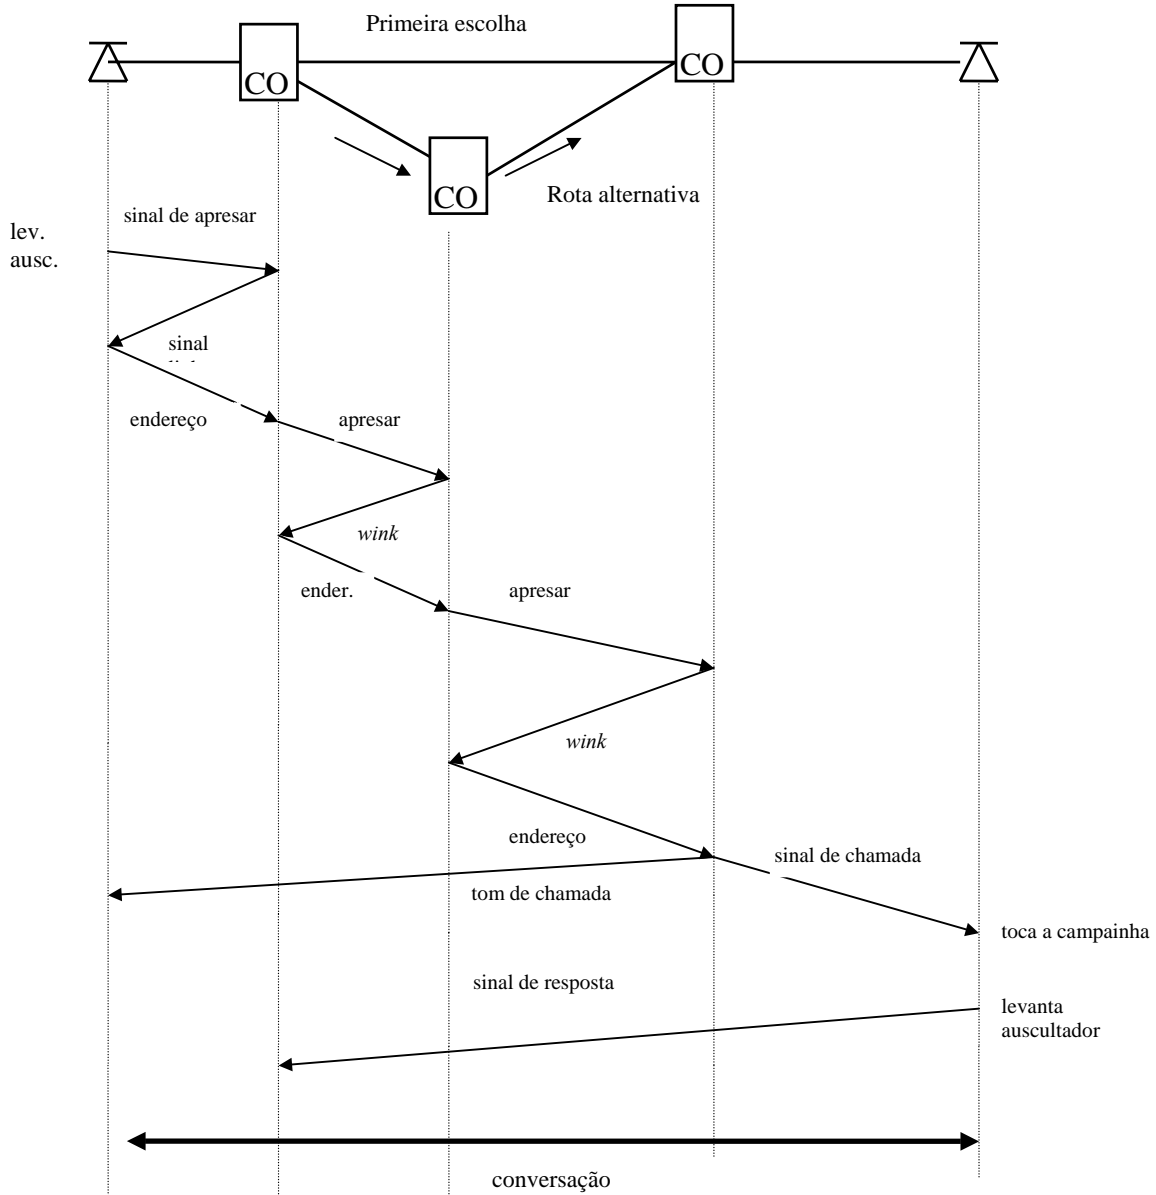 Primeira escolha
CO
CO
CO
Rota alternativa
sinal de apresar
lev.
ausc.
sinal
endereço
apresar
wink
ender.
apresar
wink
endereço
sinal de chamada
tom de chamada
toca a campainha
sinal de resposta
levanta
auscultador
conversação